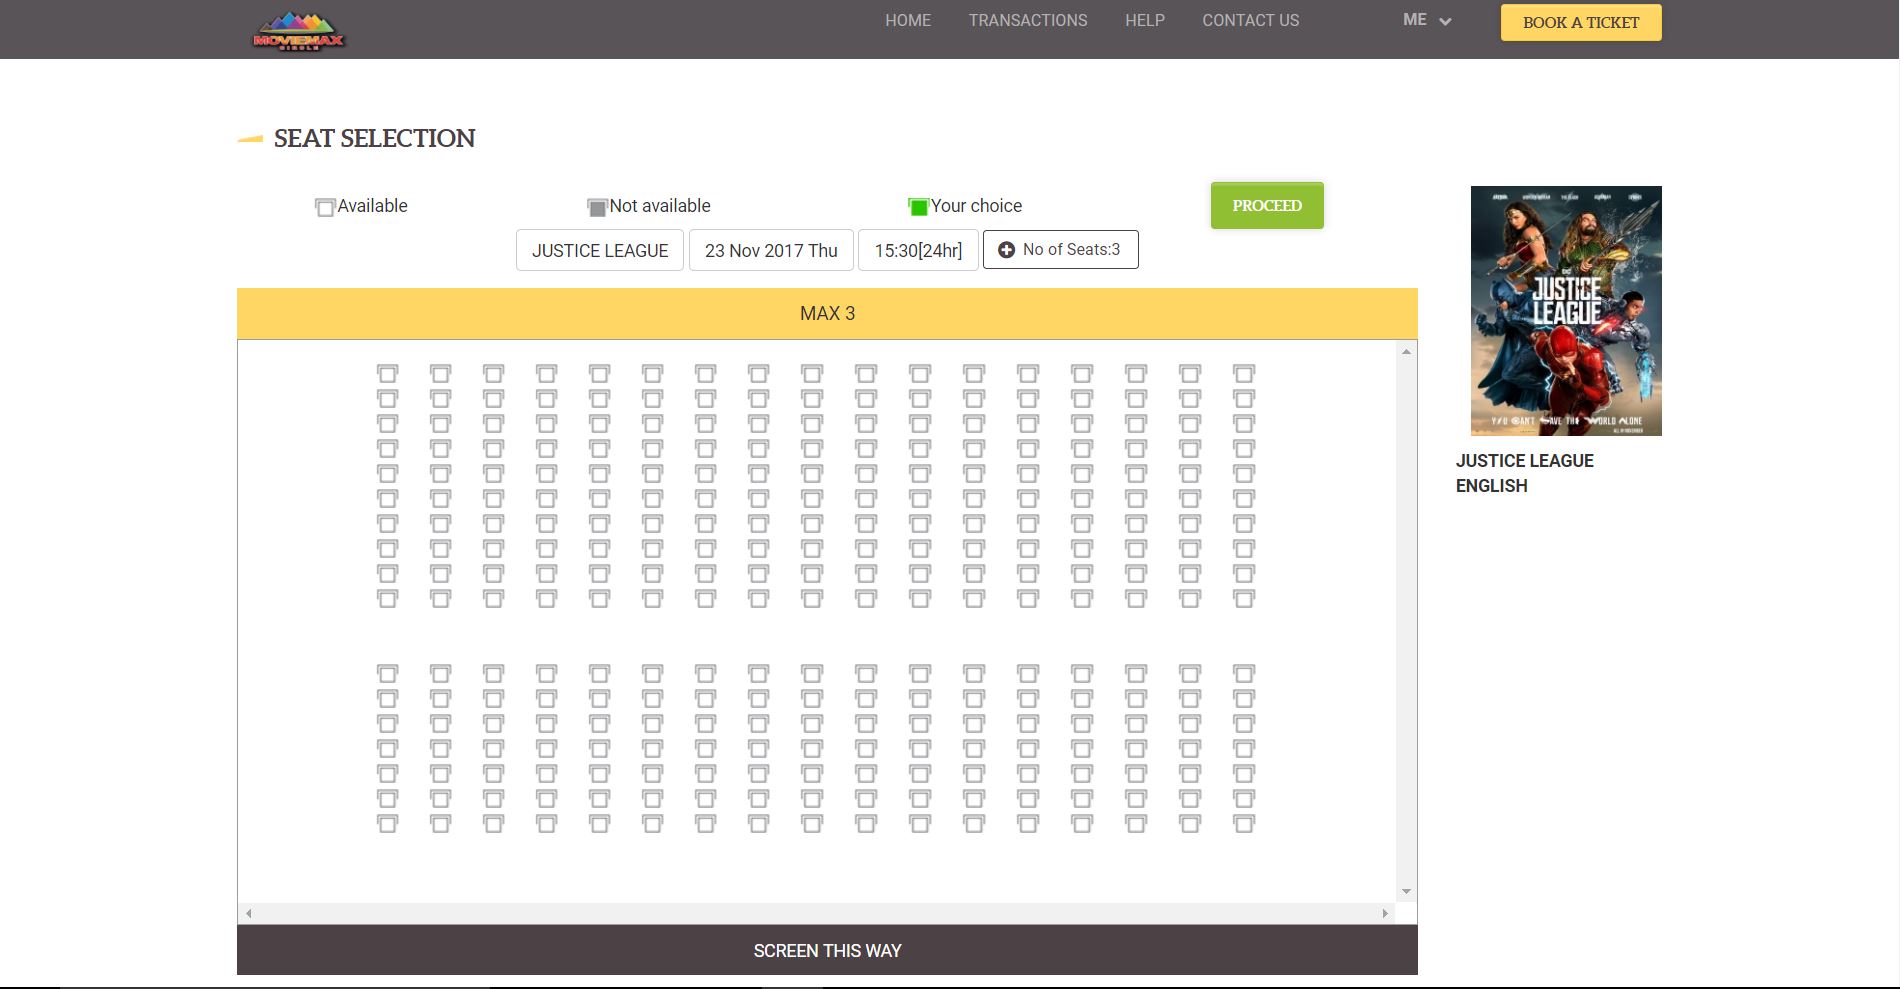 MOVIEMAX
HOME TRANSACTIONS HELP CONTACT US ME BOOK A TICKET
SEAT SELECTION
Available Not available Your choice PROCEED
JUSTICE LEAGUE 23 Nov 2017 Thu 15:30[24hr] No of Seats:3
MAX 3
JUSTICE
LEAGUE
YOU CAN'T SAVE THE WORLD ALONE
JUSTICE LEAGUE
ENGLISH
SCREEN THIS WAY